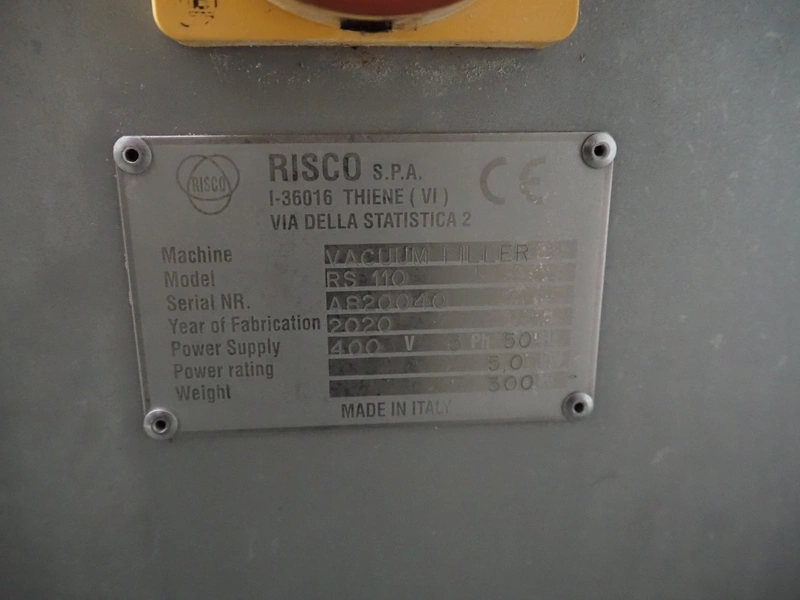 RISCO
RISCO S.P.A.
I-36016 THIENE ( VI )
VIA DELLA STATISTICA 2
CE
Machine VACUUM FILLER
Model RS 110
Serial NR. AB20040
Year of Fabrication 2020
Power Supply 400 V 3 Ph 50
Power rating 5,0
Weight 300
MADE IN ITALY